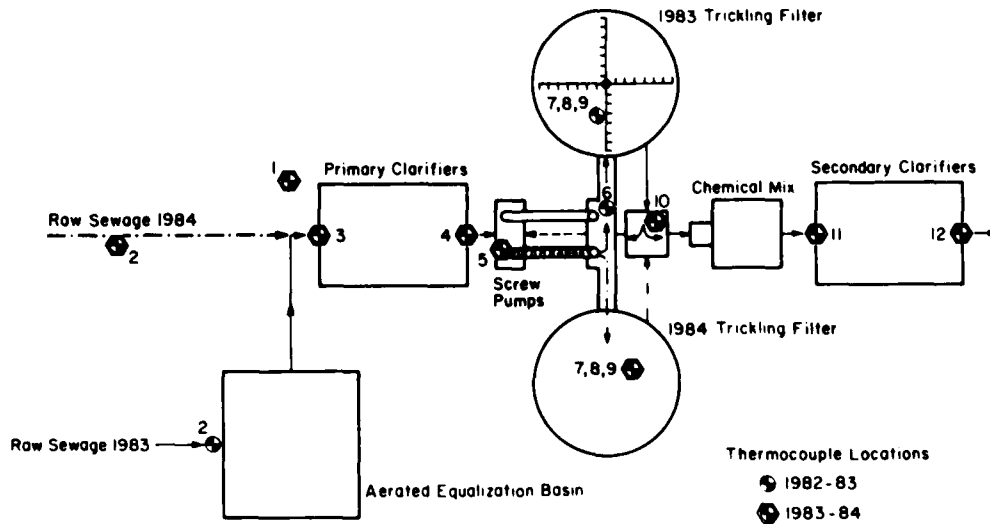 1983 Trickling Filter
7,8,9
1
Primary Clarifiers
Secondary Clarifiers
Chemical Mix
6
10
Raw Sewage 1984
2
3
4
5
11
12
Screw
Pumps
1984 Trickling Filter
7,8,9
2
Raw Sewage 1983
Aerated Equalization Basin
Thermocouple Locations
1982-83
1983-84